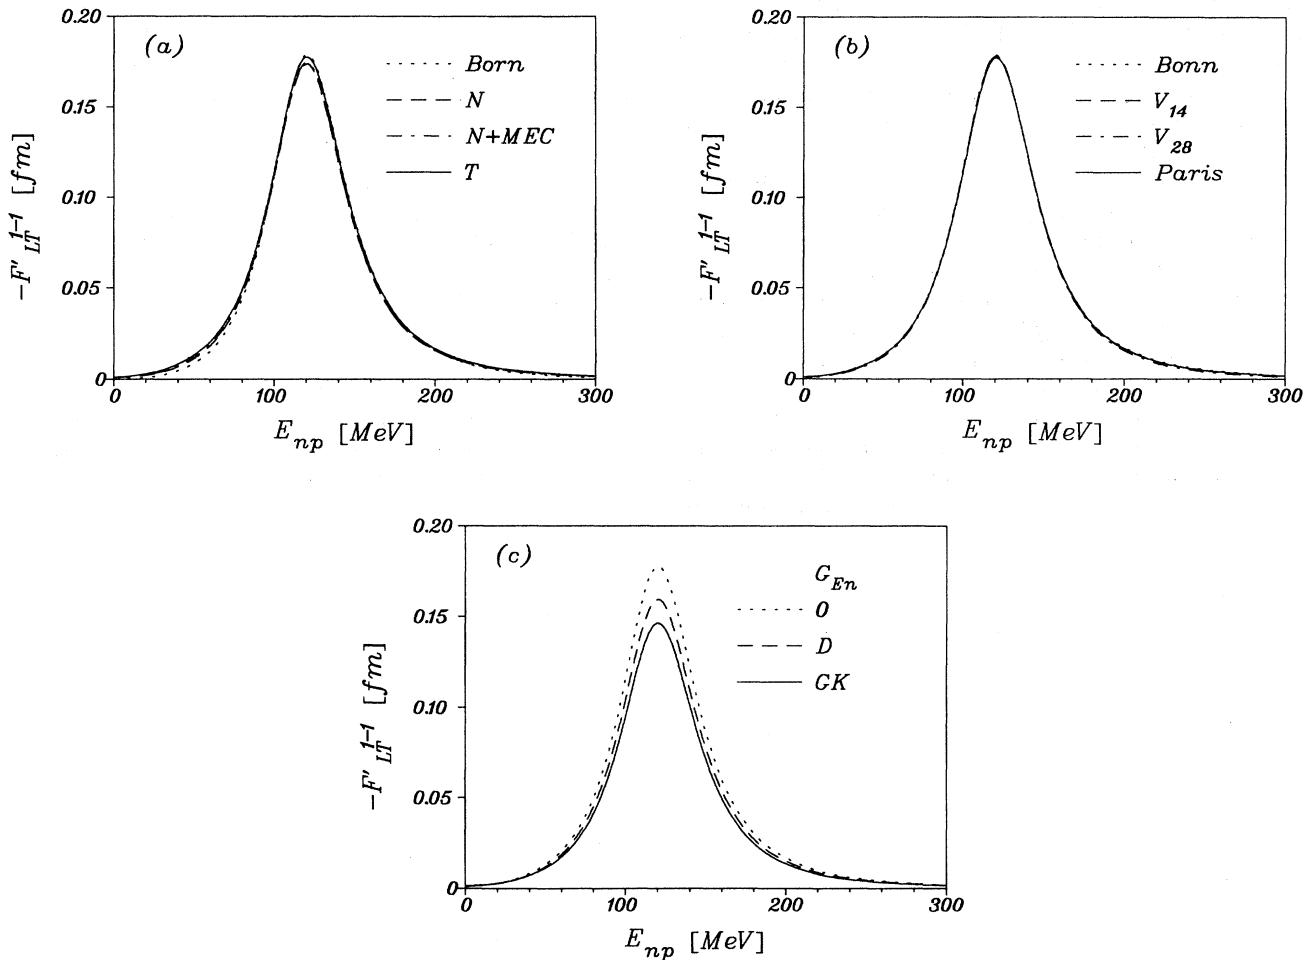 (a)
Born
N
N+MEC
T
0.20
0.15
0.10
0.05
0
0 100 200 300
E_np [MeV]
−F'_LT^1−1 [fm]
(b)
Bonn
V_14
V_28
Paris
0.20
0.15
0.10
0.05
0
0 100 200 300
E_np [MeV]
−F'_LT^1−1 [fm]
(c)
G_En
0
D
GK
0.20
0.15
0.10
0.05
0
0 100 200 300
E_np [MeV]
−F'_LT^1−1 [fm]